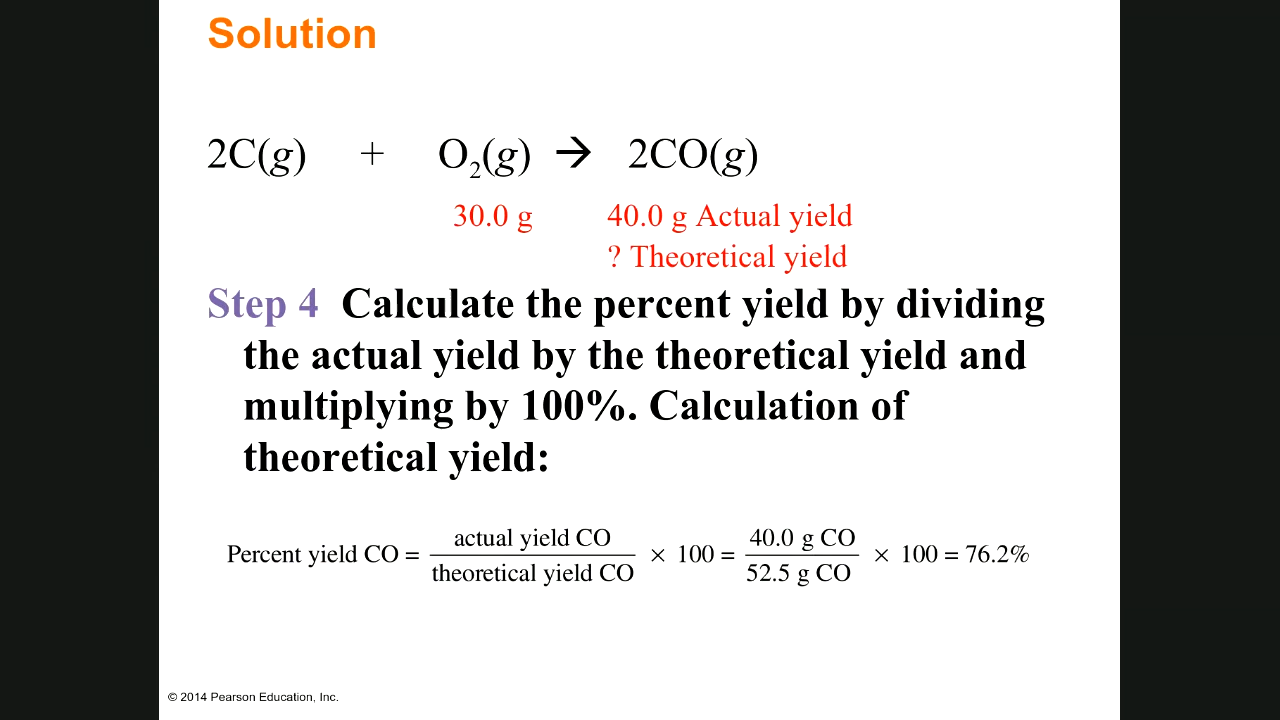 Solution
2C(g) + O₂(g) → 2CO(g)
30.0 g 40.0 g Actual yield
? Theoretical yield
Step 4 Calculate the percent yield by dividing
the actual yield by the theoretical yield and
multiplying by 100%. Calculation of
theoretical yield:
Percent yield CO = actual yield CO / theoretical yield CO × 100 = 40.0 g CO / 52.5 g CO × 100 = 76.2%
© 2014 Pearson Education, Inc.